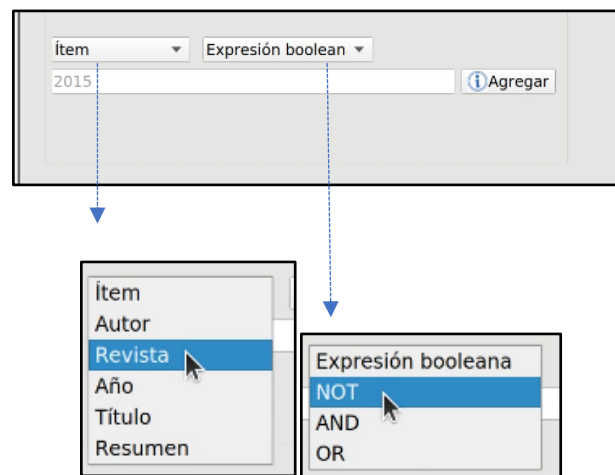 Ítem Expresión boolean
2015 Agregar
Ítem
Autor
Revista
Año
Título
Resumen
Expresión booleana
NOT
AND
OR